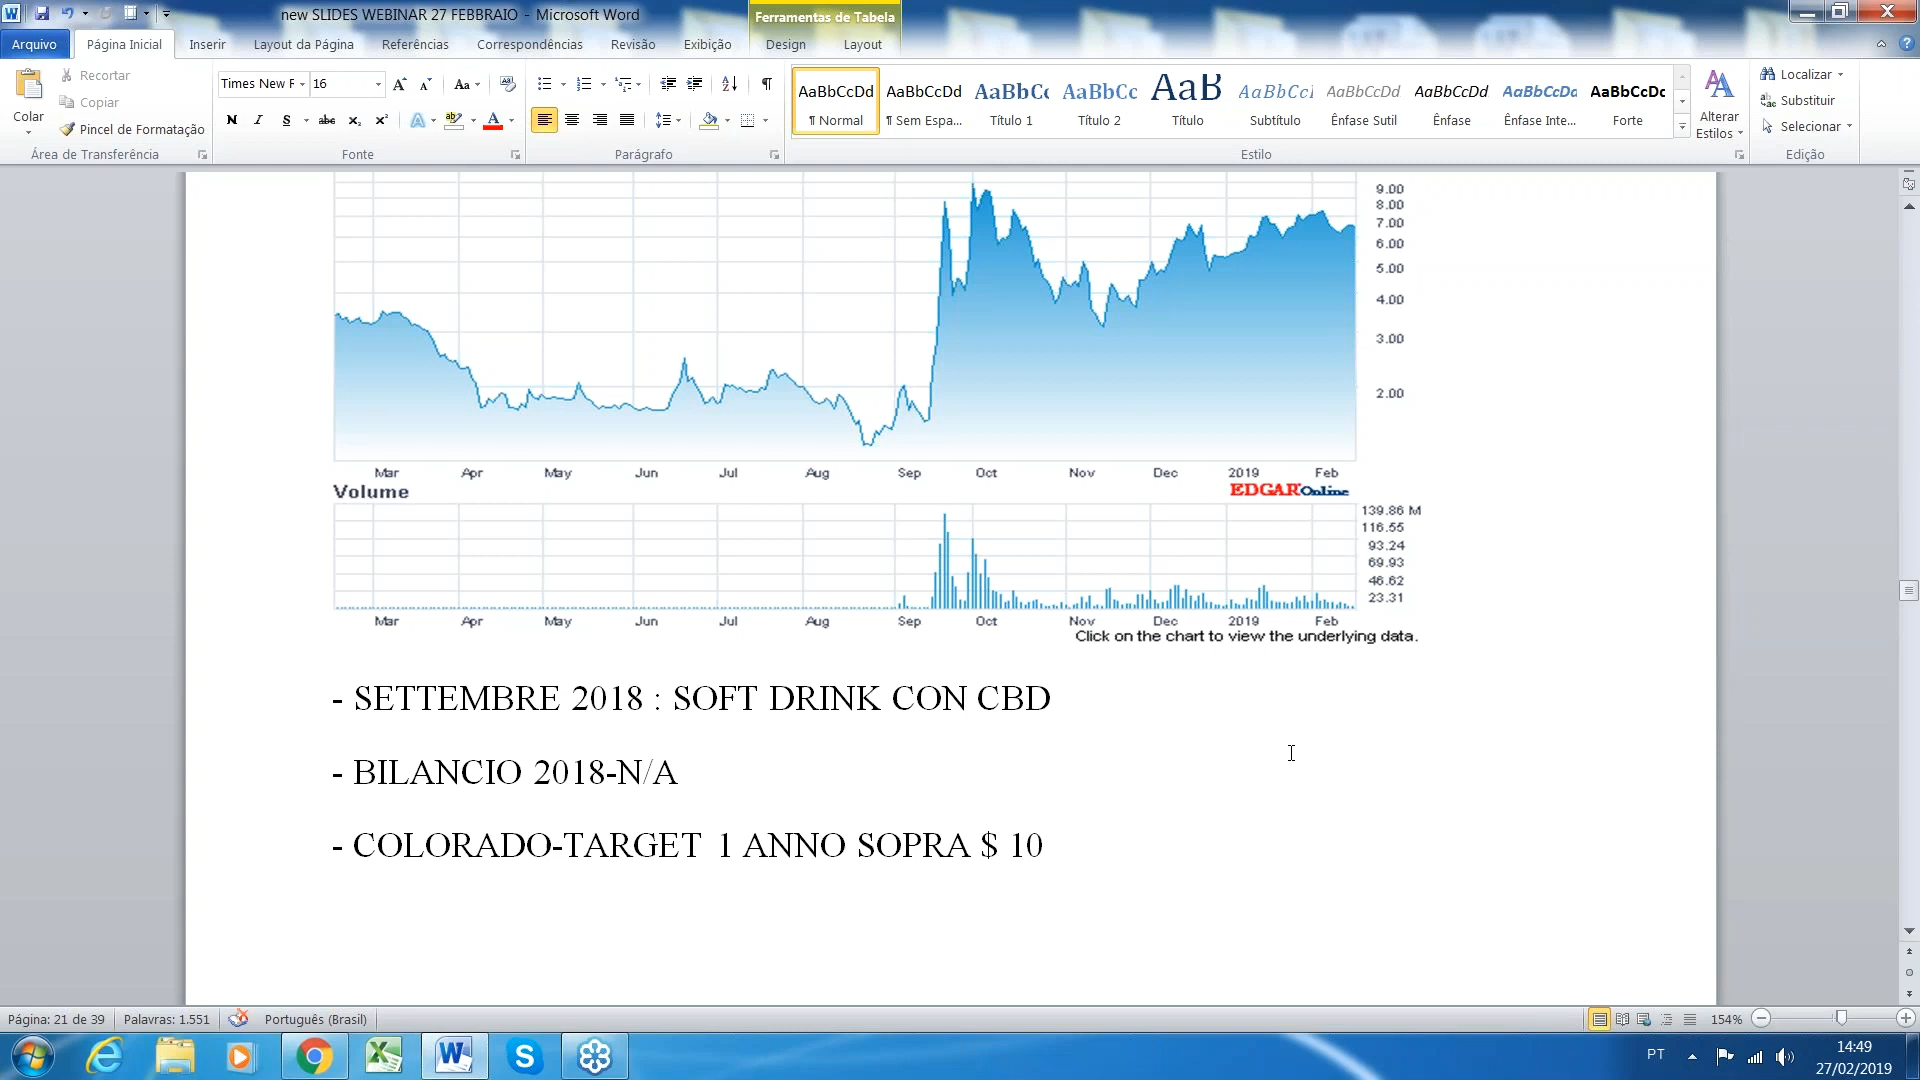 new SLIDES WEBINAR 27 FEBBRAIO - Microsoft Word
Ferramentas de Tabela
Arquivo Página Inicial Inserir Layout da Página Referências Correspondências Revisão Exibição Design Layout
Colar
Recortar
Copiar
Pincel de Formatação
Área de Transferência
Times New F 16
Fonte
Parágrafo
AaBbCcDd AaBbCcDd AaBbCc AaBbCc AaB AaBbCcI AaBbCcDd AaBbCcDd AaBbCcDd AaBbCcDc
¶ Normal ¶ Sem Espa... Título 1 Título 2 Título Subtítulo Ênfase Sutil Ênfase Ênfase Inte... Forte
Estilo
Alterar
Estilos
Localizar
Substituir
Selecionar
Edição
9.00
8.00
7.00
6.00
5.00
4.00
3.00
2.00
Mar Apr May Jun Jul Aug Sep Oct Nov Dec 2019 Feb
Volume
EDGAR Online
139.86 M
116.55
93.24
69.93
46.62
23.31
Mar Apr May Jun Jul Aug Sep Oct Nov Dec 2019 Feb
Click on the chart to view the underlying data.
- SETTEMBRE 2018 : SOFT DRINK CON CBD
- BILANCIO 2018-N/A
- COLORADO-TARGET 1 ANNO SOPRA $ 10
Página: 21 de 39 Palavras: 1.551 Português (Brasil) 154%
PT
14:49
27/02/2019